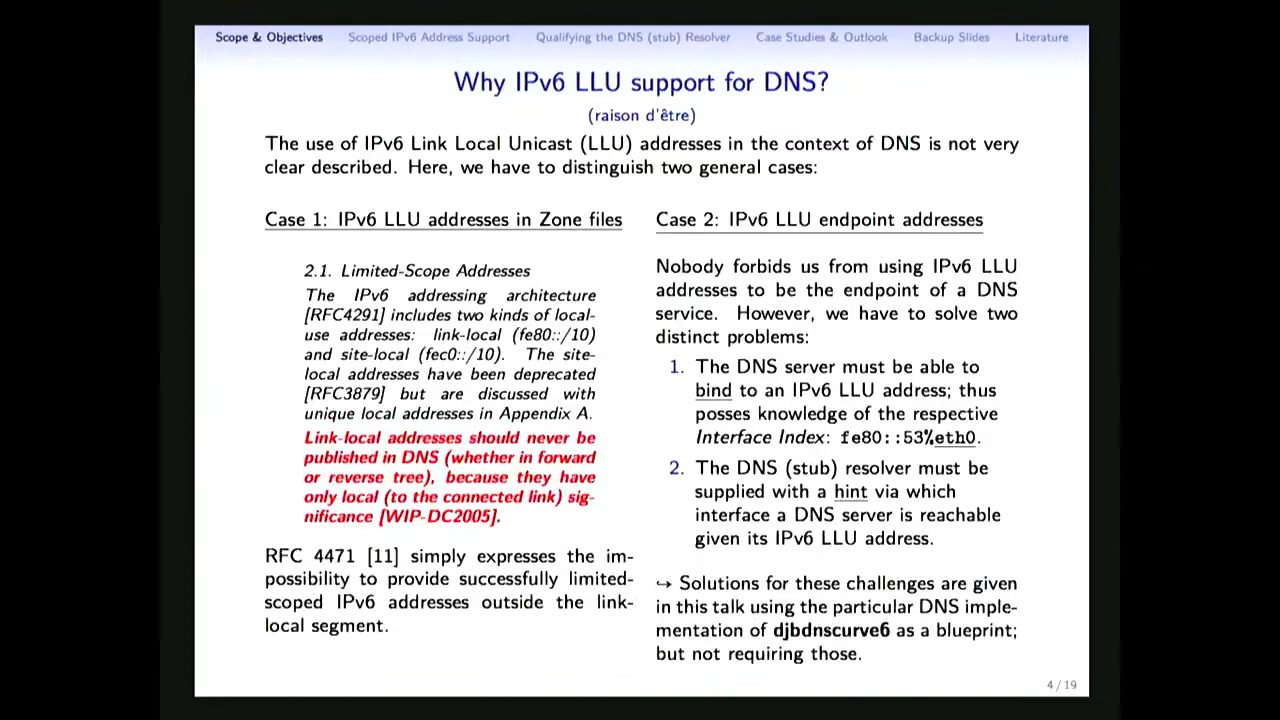 Scope & Objectives Scoped IPv6 Address Support Qualifying the DNS (stub) Resolver Case Studies & Outlook Backup Slides Literature
Why IPv6 LLU support for DNS?
(raison d'être)
The use of IPv6 Link Local Unicast (LLU) addresses in the context of DNS is not very
clear described. Here, we have to distinguish two general cases:
Case 1: IPv6 LLU addresses in Zone files
2.1. Limited-Scope Addresses
The IPv6 addressing architecture
[RFC4291] includes two kinds of local-
use addresses: link-local (fe80::/10)
and site-local (fec0::/10). The site-
local addresses have been deprecated
[RFC3879] but are discussed with
unique local addresses in Appendix A.
Link-local addresses should never be
published in DNS (whether in forward
or reverse tree), because they have
only local (to the connected link) sig-
nificance [WIP-DC2005].
RFC 4471 [11] simply expresses the im-
possibility to provide successfully limited-
scoped IPv6 addresses outside the link-
local segment.
Case 2: IPv6 LLU endpoint addresses
Nobody forbids us from using IPv6 LLU
addresses to be the endpoint of a DNS
service. However, we have to solve two
distinct problems:
1. The DNS server must be able to
bind to an IPv6 LLU address; thus
posses knowledge of the respective
Interface Index: fe80::53%eth0.
2. The DNS (stub) resolver must be
supplied with a hint via which
interface a DNS server is reachable
given its IPv6 LLU address.
↪ Solutions for these challenges are given
in this talk using the particular DNS imple-
mentation of djbdnscurve6 as a blueprint;
but not requiring those.
4 / 19